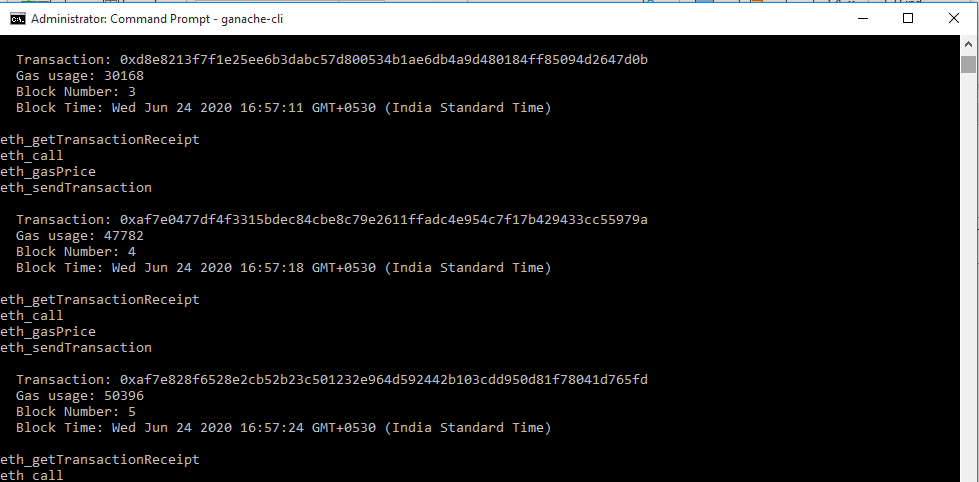 Administrator: Command Prompt - ganache-cli
Transaction: 0xd8e8213f7f1e25ee6b3dabc57d800534b1ae6db4a9d480184ff85094d2647d0b
Gas usage: 30168
Block Number: 3
Block Time: Wed Jun 24 2020 16:57:11 GMT+0530 (India Standard Time)
eth_getTransactionReceipt
eth_call
eth_gasPrice
eth_sendTransaction
Transaction: 0xaf7e0477df4f3315bdec84cbe8c79e2611ffadc4e954c7f17b429433cc55979a
Gas usage: 47782
Block Number: 4
Block Time: Wed Jun 24 2020 16:57:18 GMT+0530 (India Standard Time)
eth_getTransactionReceipt
eth_call
eth_gasPrice
eth_sendTransaction
Transaction: 0xaf7e828f6528e2cb52b23c501232e964d592442b103cdd950d81f78041d765fd
Gas usage: 50396
Block Number: 5
Block Time: Wed Jun 24 2020 16:57:24 GMT+0530 (India Standard Time)
eth_getTransactionReceipt
eth_call